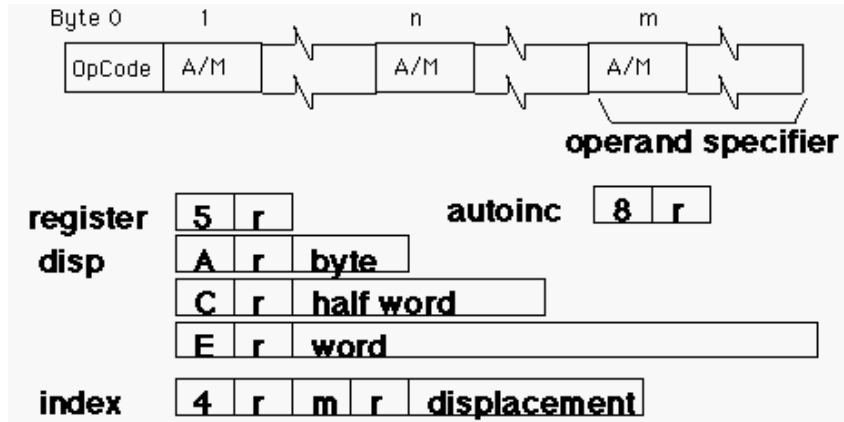 Byte 0 1 n m
OpCode A/M A/M A/M
operand specifier
register 5 r autoinc 8 r
disp A r byte
C r half word
E r word
index 4 r m r displacement